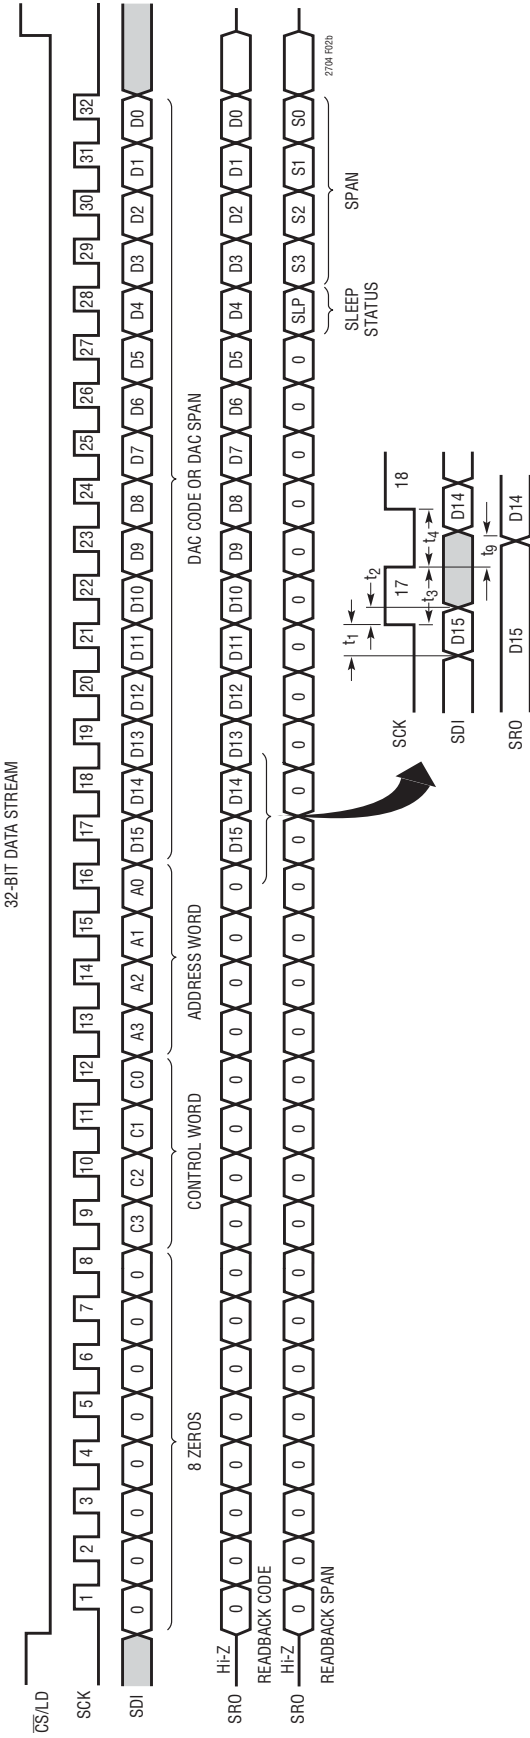 32-BIT DATA STREAM
CS/LD
SCK 1 2 3 4 5 6 7 8 9 10 11 12 13 14 15 16 17 18 19 20 21 22 23 24 25 26 27 28 29 30 31 32
SDI 0 0 0 0 0 0 0 0 C3 C2 C1 C0 A3 A2 A1 A0 D15 D14 D13 D12 D11 D10 D9 D8 D7 D6 D5 D4 D3 D2 D1 D0
8 ZEROS CONTROL WORD ADDRESS WORD DAC CODE OR DAC SPAN
Hi-Z
SRO 0 0 0 0 0 0 0 0 0 0 0 0 0 0 0 0 D15 D14 D13 D12 D11 D10 D9 D8 D7 D6 D5 D4 D3 D2 D1 D0
READBACK CODE
Hi-Z
SRO 0 0 0 0 0 0 0 0 0 0 0 0 0 0 0 0 0 0 0 0 0 0 0 0 0 0 0 SLP S3 S2 S1 S0
READBACK SPAN
2704 F02b
SLEEP STATUS
SPAN
t1
t2
SCK 17 18
t3 t4
SDI D15 D14
t9
SRO D15 D14